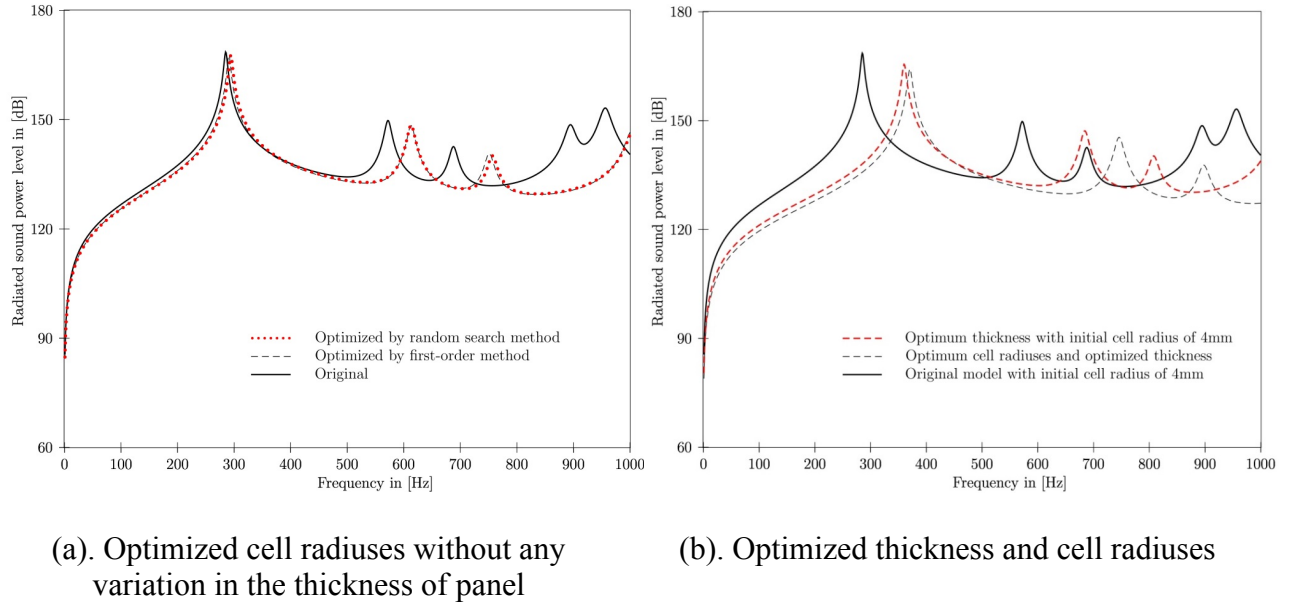 180
150
120
90
60
Radiated sound power level in [dB]
Optimized by random search method
Optimized by first-order method
Original
0 100 200 300 400 500 600 700 800 900 1000
Frequency in [Hz]
(a). Optimized cell radiuses without any
variation in the thickness of panel
180
150
120
90
60
Radiated sound power level in [dB]
Optimum thickness with initial cell radius of 4mm
Optimum cell radiuses and optimized thickness
Original model with initial cell radius of 4mm
0 100 200 300 400 500 600 700 800 900 1000
Frequency in [Hz]
(b). Optimized thickness and cell radiuses